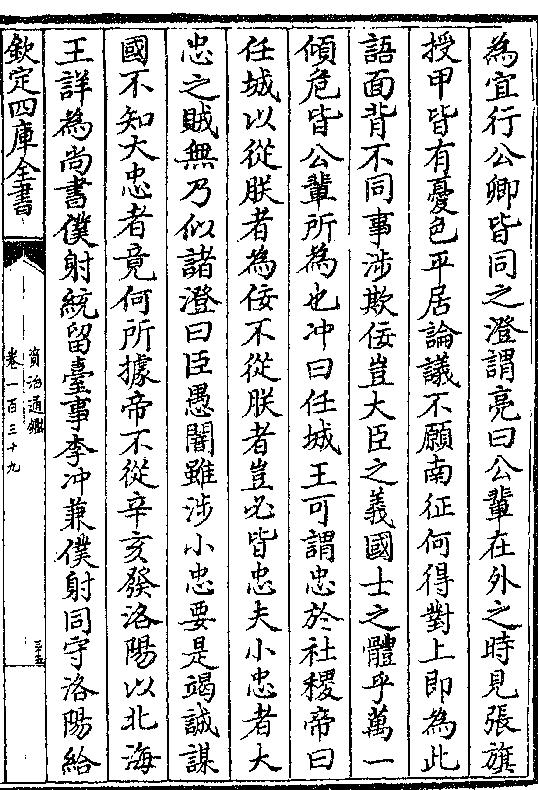 為宜行公卿皆同之澄謂亮曰公輩在外之時見張旗
授甲皆有憂色平居論議不願南征何得對上即為此
語面背不同事涉欺佞豈大臣之義國士之體乎萬一
傾危皆公輩所為也冲曰任城王可謂忠於社稷帝曰
任城以從朕者為佞不從朕者豈必皆忠夫小忠者大
忠之賊無乃似諸澄曰臣愚闇雖涉小忠要是竭誠謀
國不知大忠者竟何所據帝不從辛亥發洛陽以北海
王詳為尚書僕射統留臺事李冲兼僕射同守洛陽給
欽定四庫全書
資治通鑑
卷一百三十九
三十五